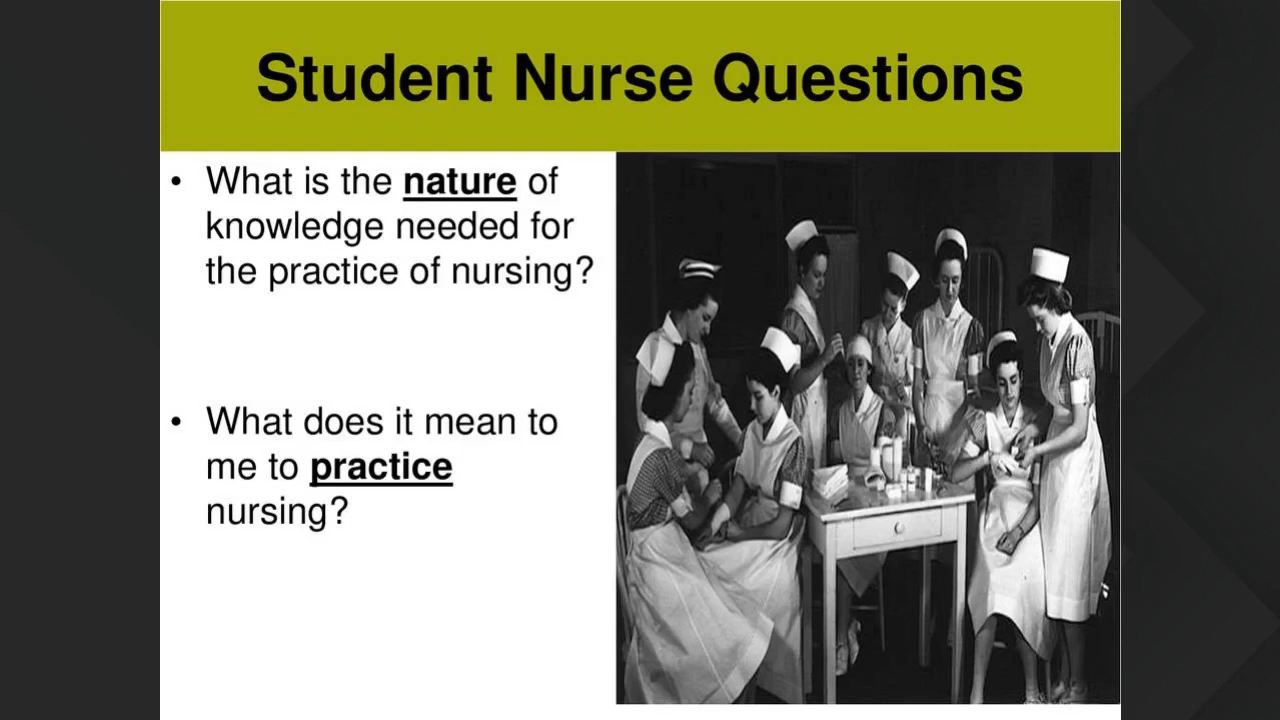 Student Nurse Questions
• What is the nature of
knowledge needed for
the practice of nursing?
• What does it mean to
me to practice
nursing?